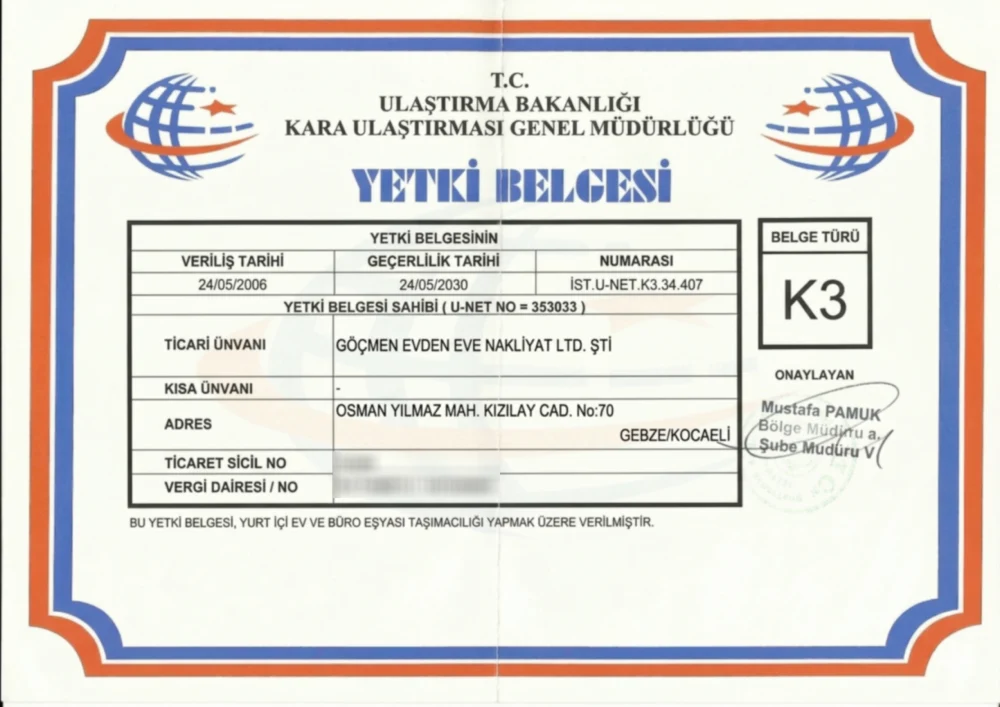 T.C.
ULAŞTIRMA BAKANLIĞI
KARA ULAŞTIRMASI GENEL MÜDÜRLÜĞÜ
YETKİ BELGESİ
YETKİ BELGESİNİN
VERİLİŞ TARİHİ GEÇERLİLİK TARİHİ NUMARASI
24/05/2006 24/05/2030 İST.U-NET.K3.34.407
YETKİ BELGESİ SAHİBİ ( U-NET NO = 353033 )
TİCARİ ÜNVANI GÖÇMEN EVDEN EVE NAKLİYAT LTD. ŞTİ
KISA ÜNVANI -
ADRES OSMAN YILMAZ MAH. KIZILAY CAD. No:70
GEBZE/KOCAELİ
TİCARET SİCİL NO
VERGİ DAİRESİ / NO
BU YETKİ BELGESİ, YURT İÇİ EV VE BÜRO EŞYASI TAŞIMACILIĞI YAPMAK ÜZERE VERİLMİŞTİR.
BELGE TÜRÜ
K3
ONAYLAYAN
Mustafa PAMUK
Bölge Müdürü a.
Şube Müdürü V